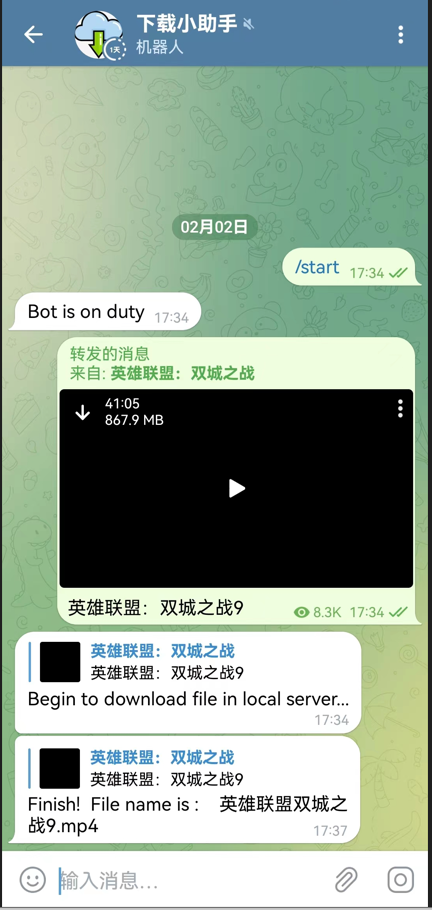 下载小助手
1天
机器人
02月02日
/start 17:34
Bot is on duty 17:34
转发的消息
来自: 英雄联盟：双城之战
41:05
867.9 MB
英雄联盟：双城之战9 8.3K 17:34
英雄联盟：双城之战
英雄联盟：双城之战9
Begin to download file in local server...
17:34
英雄联盟：双城之战
英雄联盟：双城之战9
Finish! File name is： 英雄联盟双城之
战9.mp4 17:37
输入消息...